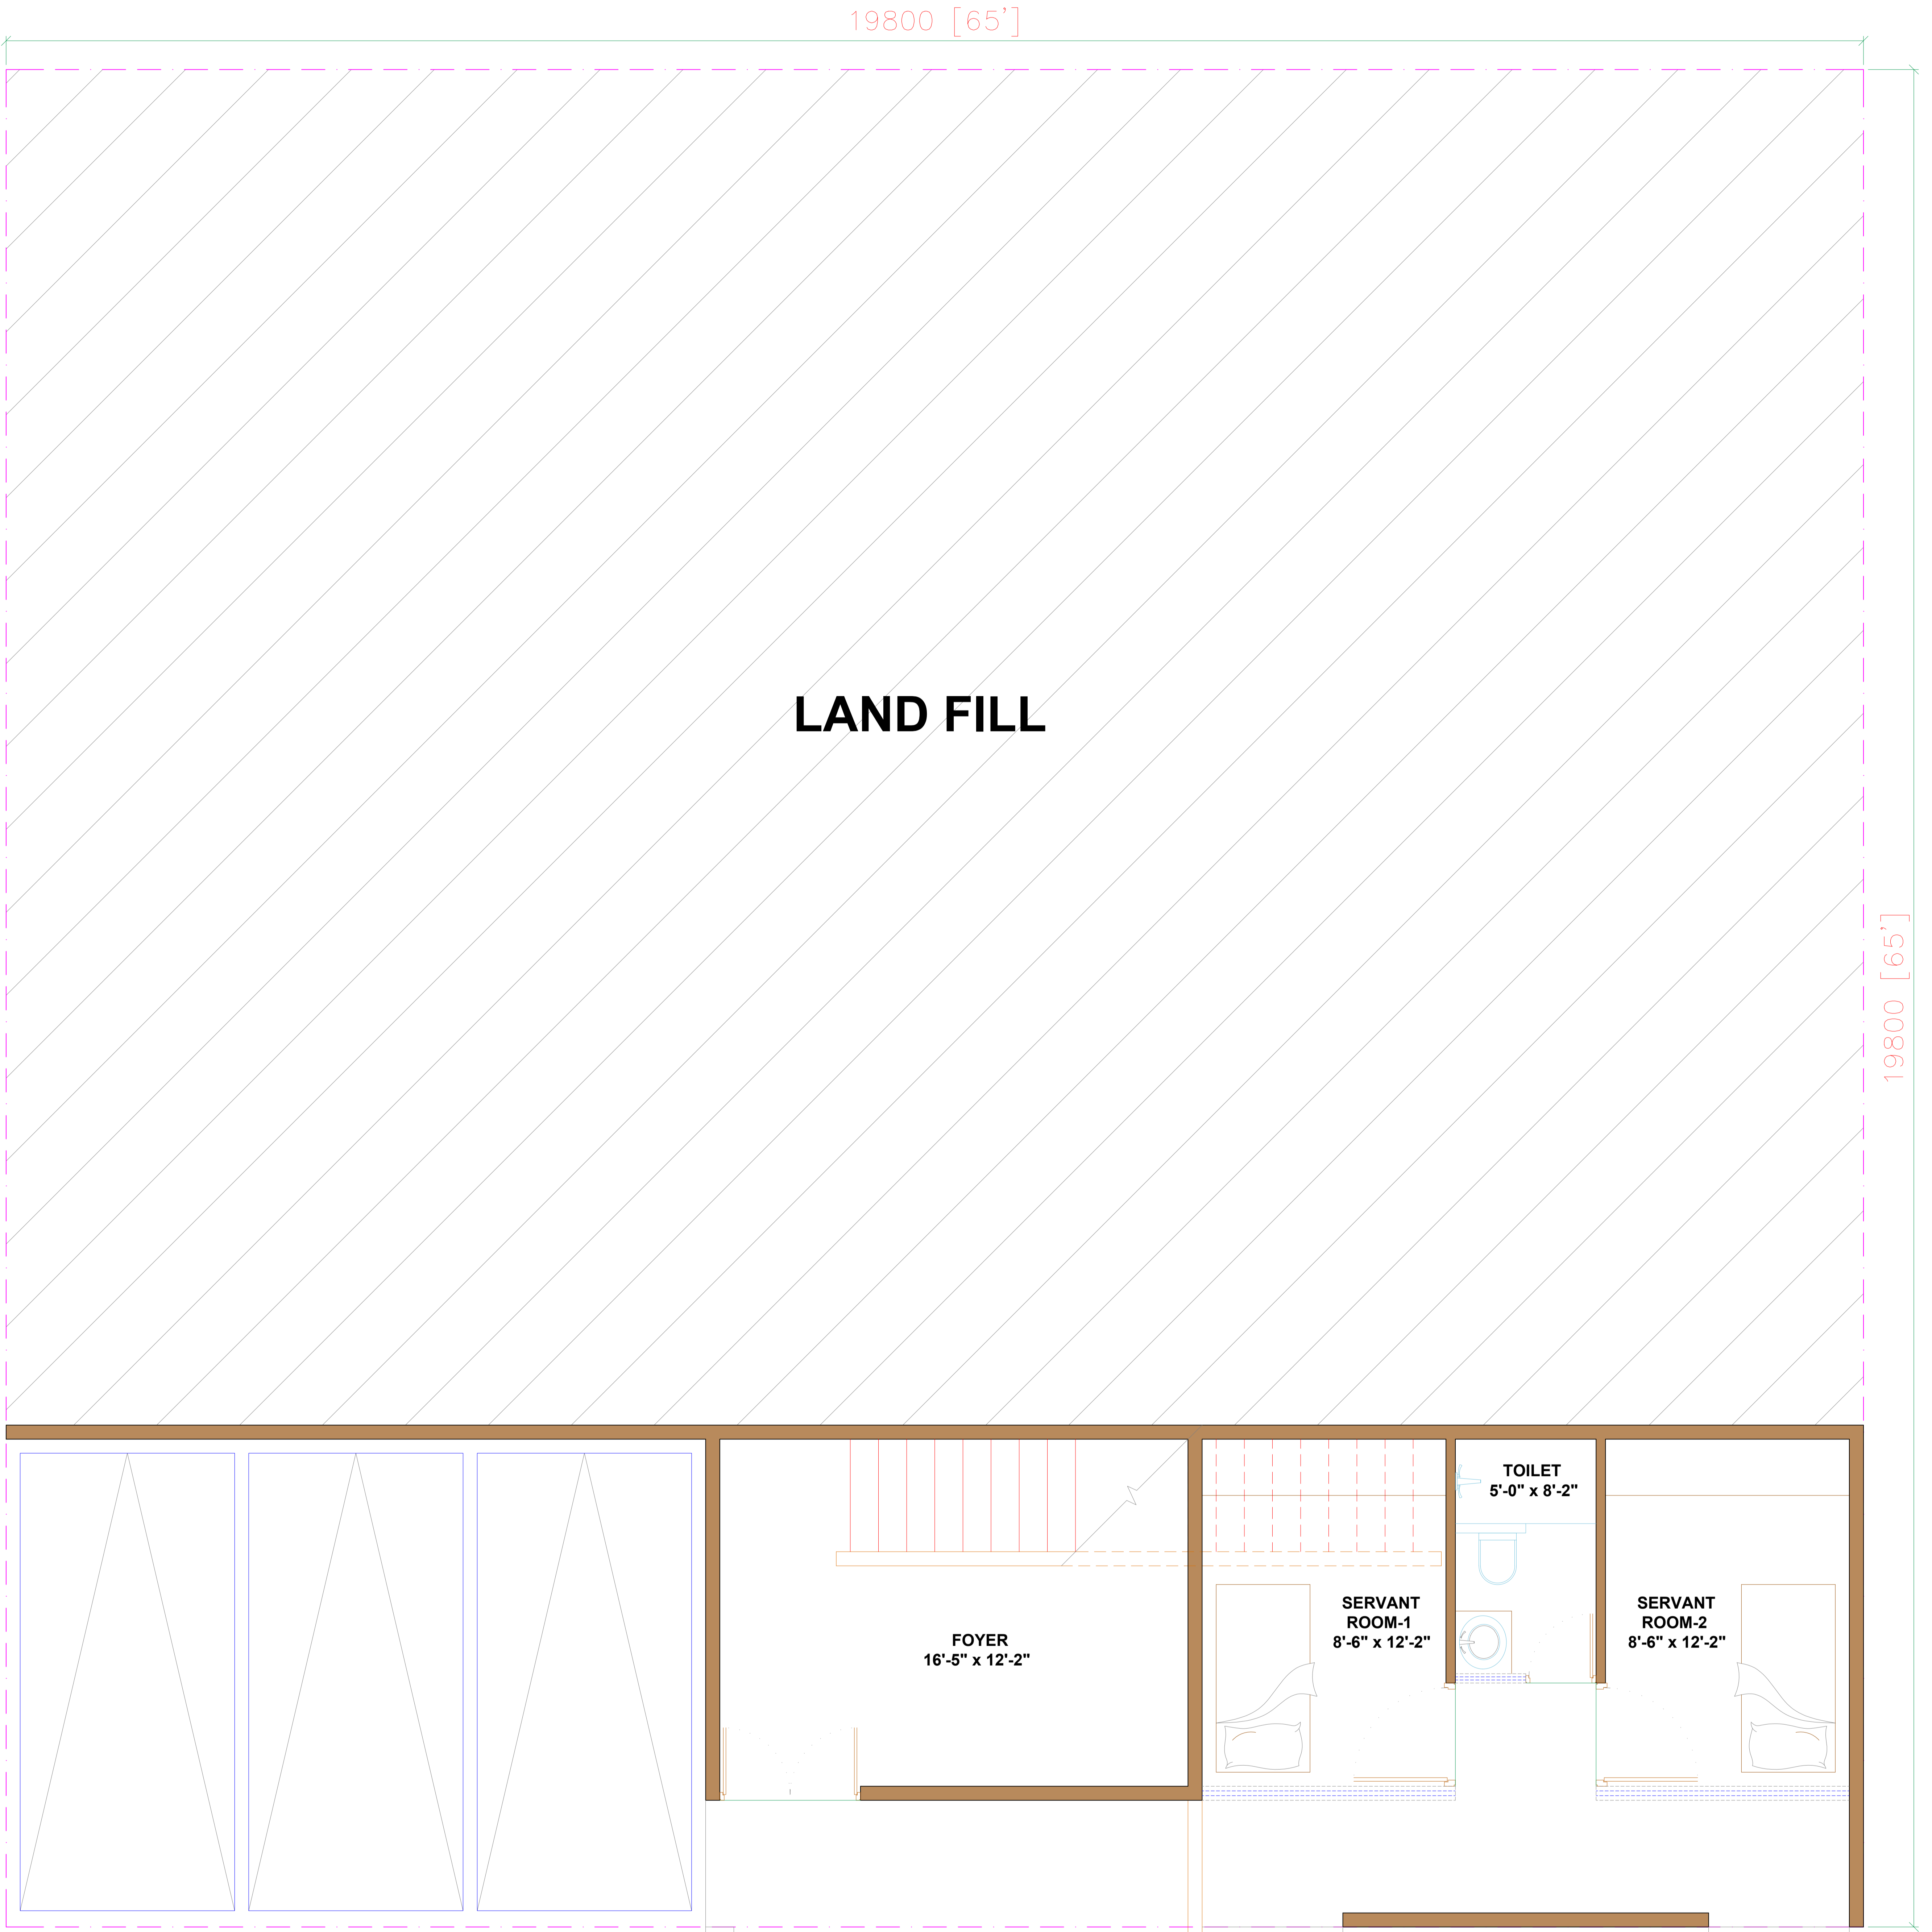 19800 [65']
LAND FILL
19800 [65']
TOILET
5'-0" x 8'-2"
SERVANT
ROOM-1
8'-6" x 12'-2"
SERVANT
ROOM-2
8'-6" x 12'-2"
FOYER
16'-5" x 12'-2"